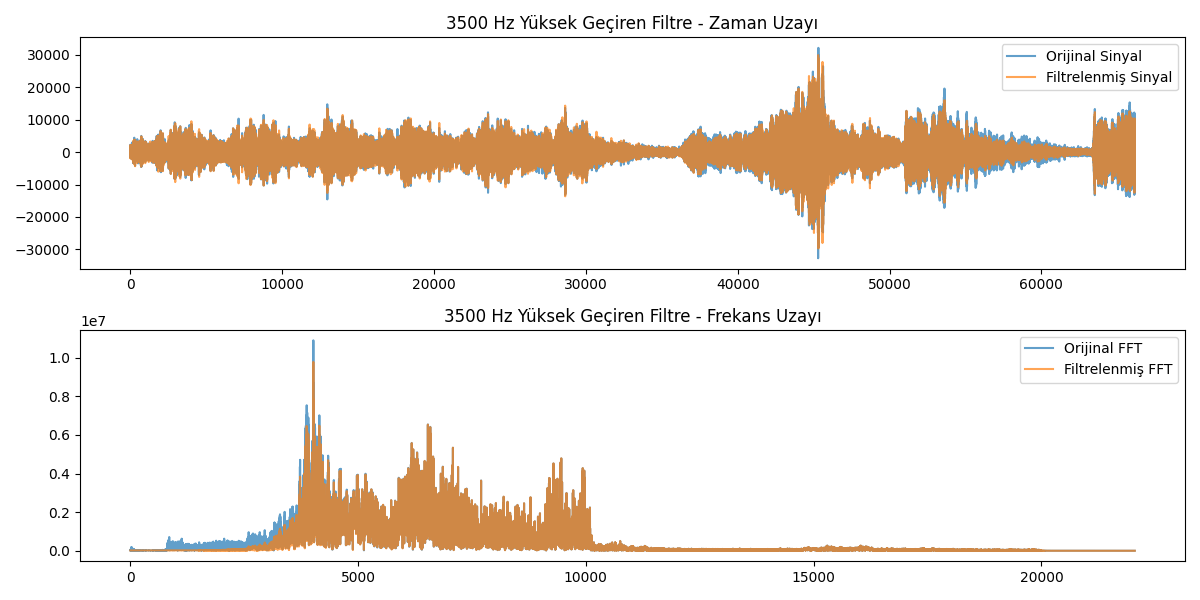 3500 Hz Yüksek Geçiren Filtre - Zaman Uzayı
30000
20000
10000
0
−10000
−20000
−30000
Orijinal Sinyal
Filtrelenmiş Sinyal
0 10000 20000 30000 40000 50000 60000
3500 Hz Yüksek Geçiren Filtre - Frekans Uzayı
1e7
1.0
0.8
0.6
0.4
0.2
0.0
Orijinal FFT
Filtrelenmiş FFT
0 5000 10000 15000 20000